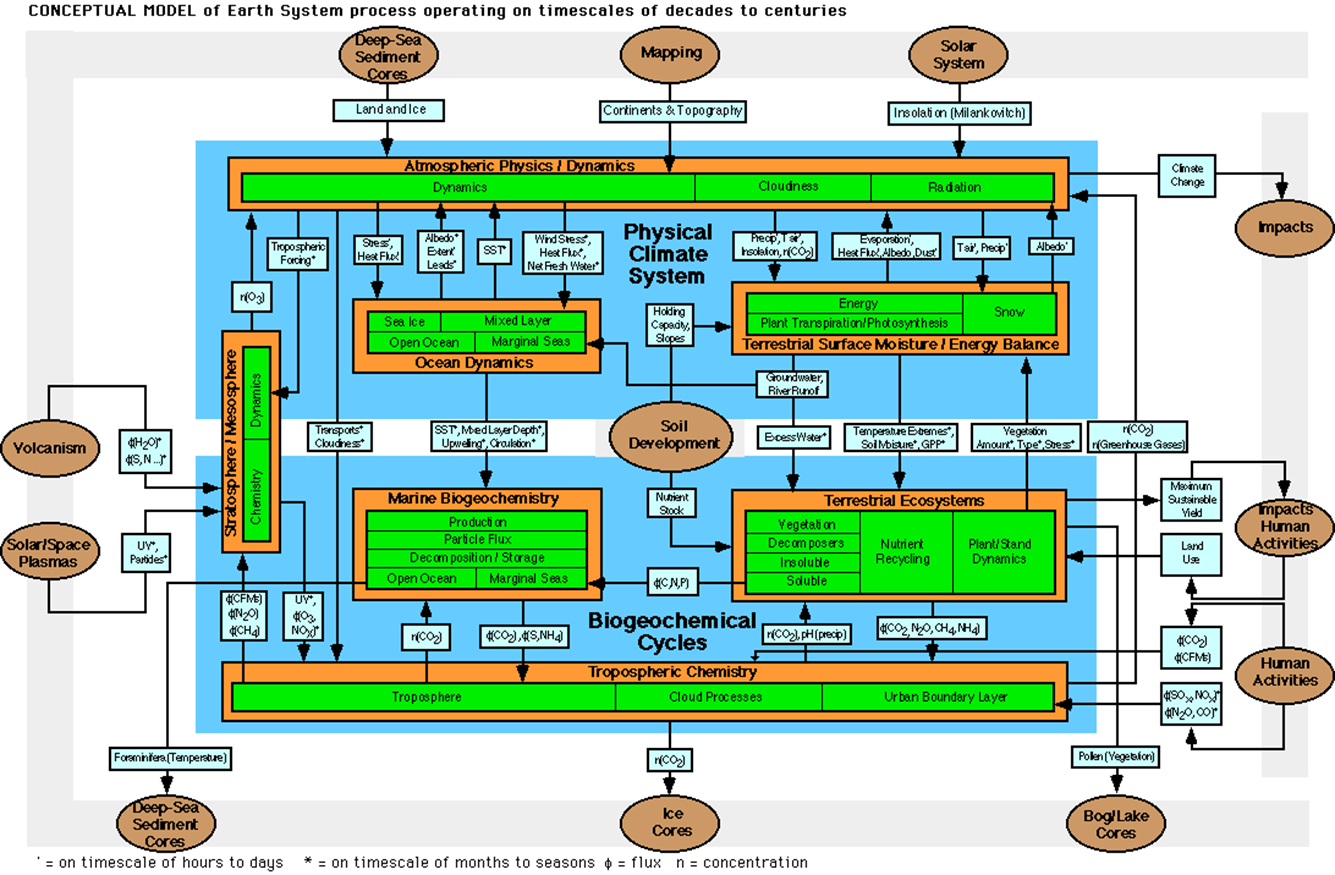 CONCEPTUAL MODEL of Earth System process operating on timescales of decades to centuries
Deep-Sea
Sediment
Cores
Mapping
Solar
System
Land and Ice
Continents & Topography
Insolation (Milankovitch)
Atmospheric Physics / Dynamics
Dynamics
Cloudiness
Radiation
Climate
Change
Impacts
Tropospheric
Forcing*
Stress',
Heat Flux'
Albedo*
Extent'
Leads*
SST*
Wind Stress*,
Heat Flux*,
Net Fresh Water*
Physical
Climate
System
Precip', Tair',
Insolation, n(CO2)
Evaporation',
Heat Flux', Albedo, Dust'
Tair', Precip'
Albedo'
n(O3)
Sea Ice
Mixed Layer
Open Ocean
Marginal Seas
Ocean Dynamics
Holding
Capacity,
Slopes
Energy
Plant Transpiration/Photosynthesis
Snow
Terrestrial Surface Moisture / Energy Balance
Stratosphere / Mesosphere
Dynamics
Chemistry
Groundwater,
River Runoff
Volcanism
ϕ(H2O)*
ϕ(S, N ...)*
Transports*
Cloudiness*
SST*, Mixed Layer Depth*,
Upwelling*, Circulation*
Soil
Development
Excess Water*
Temperature Extremes*,
Soil Moisture*, GPP*
Vegetation
Amount*, Type*, Stress*
n(CO2)
n(Greenhouse Gases)
Solar/Space
Plasmas
UV*,
Particles*
Marine Biogeochemistry
Production
Particle Flux
Decomposition / Storage
Open Ocean
Marginal Seas
Nutrient
Stock
Terrestrial Ecosystems
Vegetation
Decomposers
Insoluble
Soluble
Nutrient
Recycling
Plant/Stand
Dynamics
Maximum
Sustainable
Yield
Impacts
Human
Activities
Land
Use
ϕ(C,N,P)
ϕ(CFMs)
ϕ(N2O)
ϕ(CH4)
UV*,
ϕ(O3,
NOX)*
n(CO2)
ϕ(CO2), ϕ(S,NH4)
Biogeochemical
Cycles
n(CO2), pH (precip)
ϕ(CO2, N2O, CH4, NH4)
ϕ(CO2)
ϕ(CFMs)
Human
Activities
Tropospheric Chemistry
Troposphere
Cloud Processes
Urban Boundary Layer
ϕ(SOx, NOx)*
ϕ(N2O, CO)*
Foraminifera (Temperature)
n(CO2)
Pollen (Vegetation)
Deep-Sea
Sediment
Cores
Ice
Cores
Bog/Lake
Cores
' = on timescale of hours to days * = on timescale of months to seasons ϕ = flux n = concentration